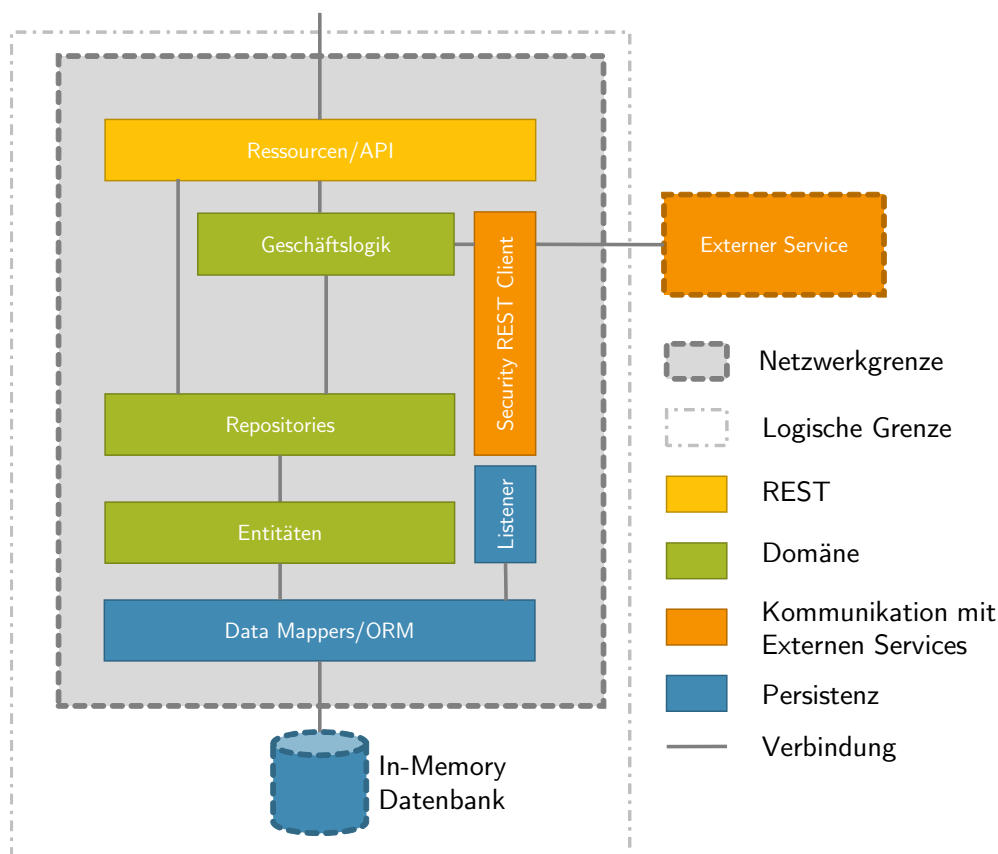 Ressourcen/API
Geschäftslogik
Security REST Client
Externer Service
Repositories
Listener
Entitäten
Data Mappers/ORM
In-Memory
Datenbank
Netzwerkgrenze
Logische Grenze
REST
Domäne
Kommunikation mit
Externen Services
Persistenz
Verbindung